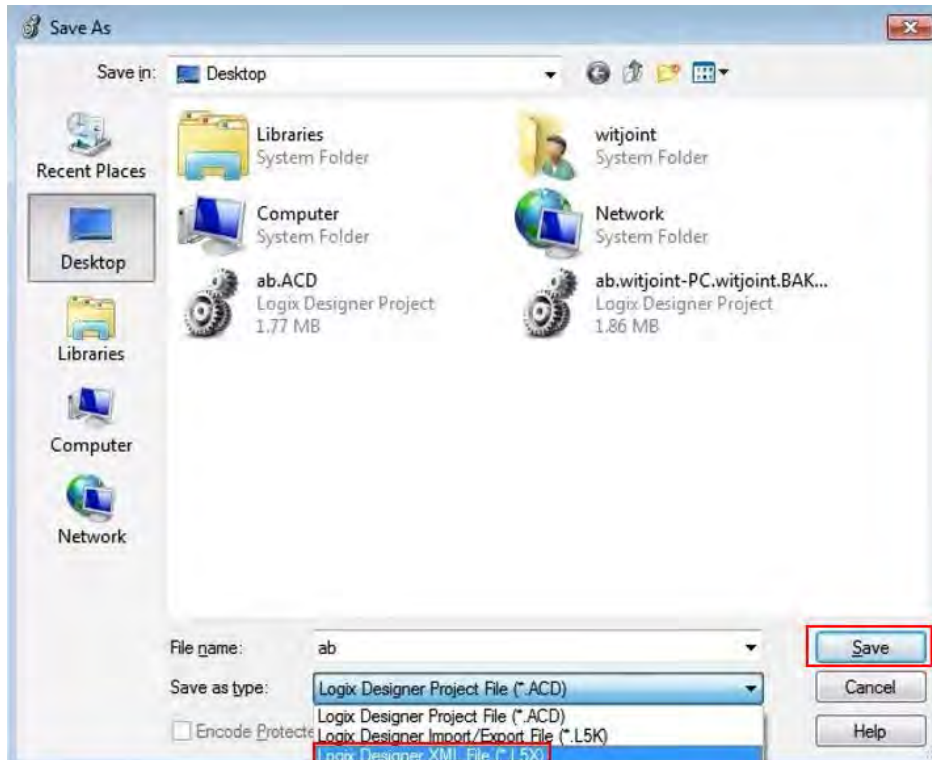 Save As
Save in:
Desktop
Recent Places
Desktop
Libraries
Computer
Network
Libraries
System Folder
witjoint
System Folder
Computer
System Folder
Network
System Folder
ab.ACD
Logix Designer Project
1.77 MB
ab.witjoint-PC.witjoint.BAK...
Logix Designer Project
1.86 MB
File name:
ab
Save
Save as type:
Logix Designer Project File (*.ACD)
Cancel
Logix Designer Project File (*.ACD)
Encode Protecte
Logix Designer Import/Export File (*.L5K)
Help
Logix Designer XML File (*.L5X)